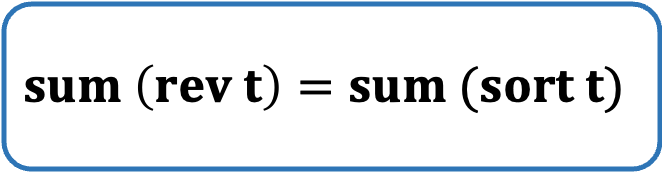 sum (rev t) = sum (sort t)